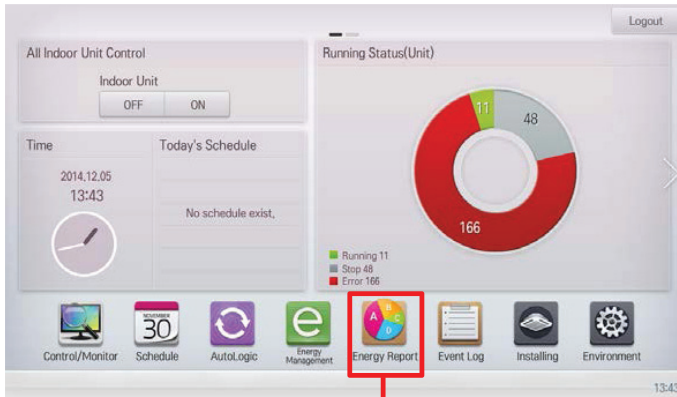 Logout
All Indoor Unit Control
Indoor Unit
OFF ON
Running Status(Unit)
11
48
166
Running 11
Stop 48
Error 166
Time
2014.12.05
13:43
Today's Schedule
No schedule exist.
NOVEMBER
30
e
A
B
C
D
Control/Monitor
Schedule
AutoLogic
Energy
Management
Energy Report
Event Log
Installing
Environment
13:43